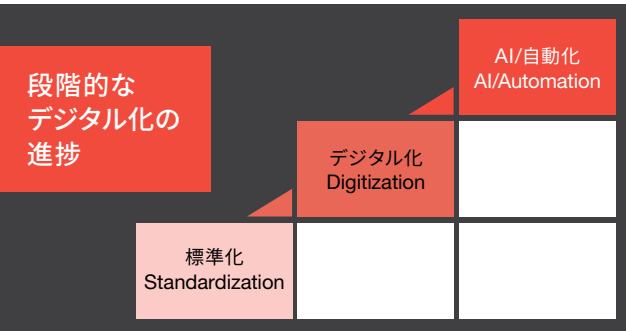 段階的な
デジタル化の
進捗
AI/自動化
AI/Automation
デジタル化
Digitization
標準化
Standardization